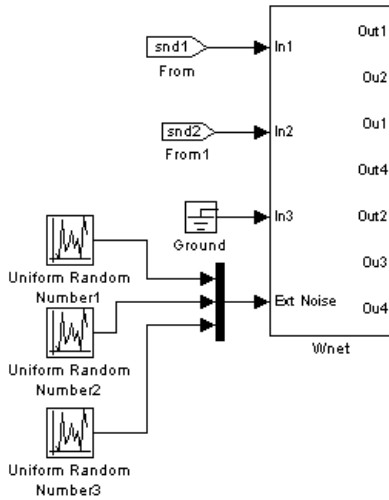 Out1
snd1
In1
From
Ou2
Ou1
snd2
In2
From1
Out4
In3
Out2
Ground
Ou3
Uniform Random
Number1
Ext Noise
Ou4
Wnet
Uniform Random
Number2
Uniform Random
Number3